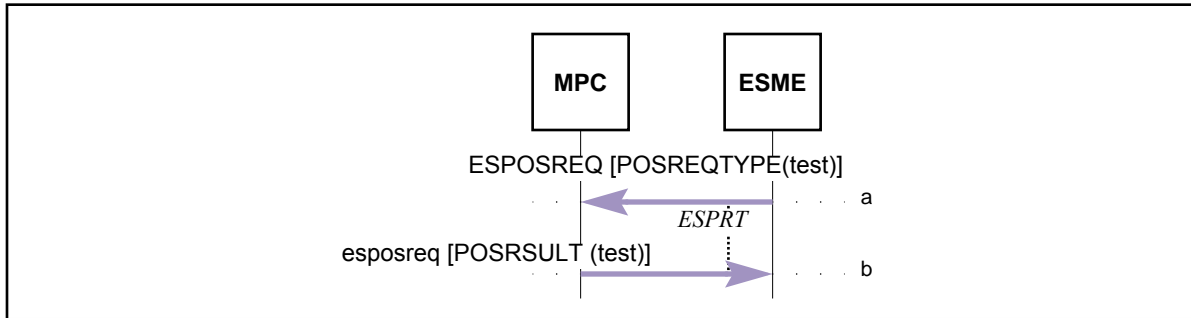 MPC ESME
ESPOSREQ [POSREQTYPE(test)]
a
ESPRT
esposreq [POSRSULT (test)]
b